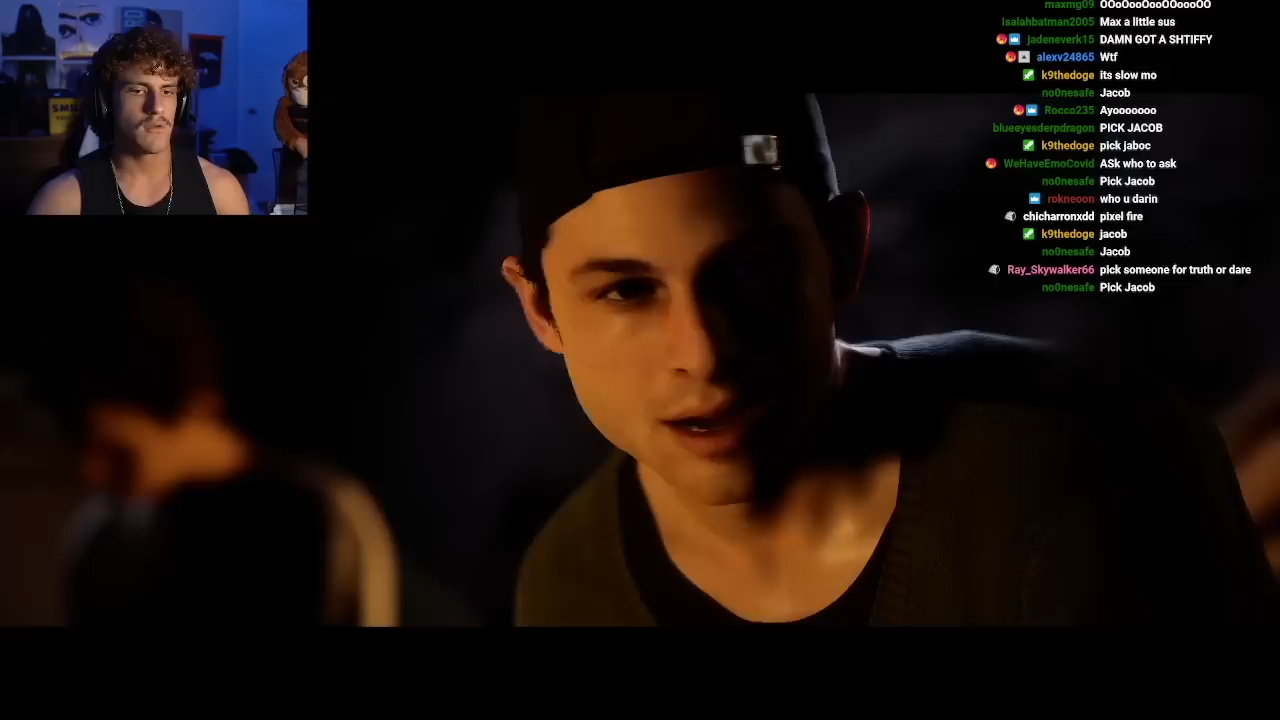 SMILE
maxmg09 OOoOooOooOOoooOO
Isaiahbatman2005 Max a little sus
jadeneverk15 DAMN GOT A SHTIFFY
alexv24865 Wtf
k9thedoge its slow mo
no0nesafe Jacob
Rocco235 Ayooooooo
blueeyesderpdragon PICK JACOB
k9thedoge pick jaboc
WeHaveEmoCovid ASk who to ask
no0nesafe Pick Jacob
rokneoon who u darin
chicharronxdd pixel fire
k9thedoge jacob
no0nesafe Jacob
Ray_Skywalker66 pick someone for truth or dare
no0nesafe Pick Jacob